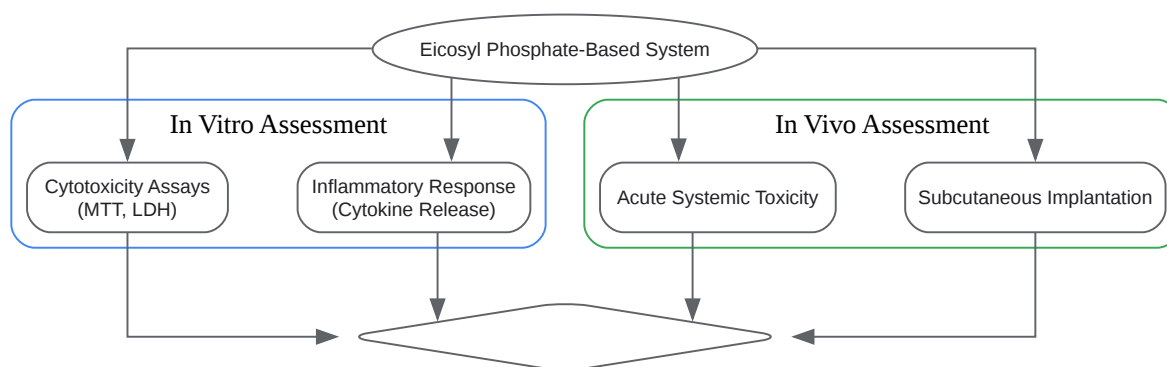 Eicosyl Phosphate-Based System
In Vitro Assessment
In Vivo Assessment
Cytotoxicity Assays
(MTT, LDH)
Inflammatory Response
(Cytokine Release)
Acute Systemic Toxicity
Subcutaneous Implantation